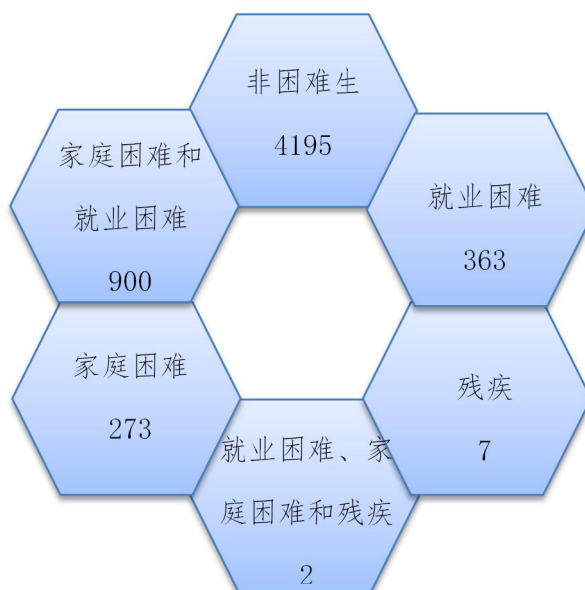 非困难生
4195
家庭困难和
就业困难
900
就业困难
363
家庭困难
273
残疾
7
就业困难、家
庭困难和残疾
2